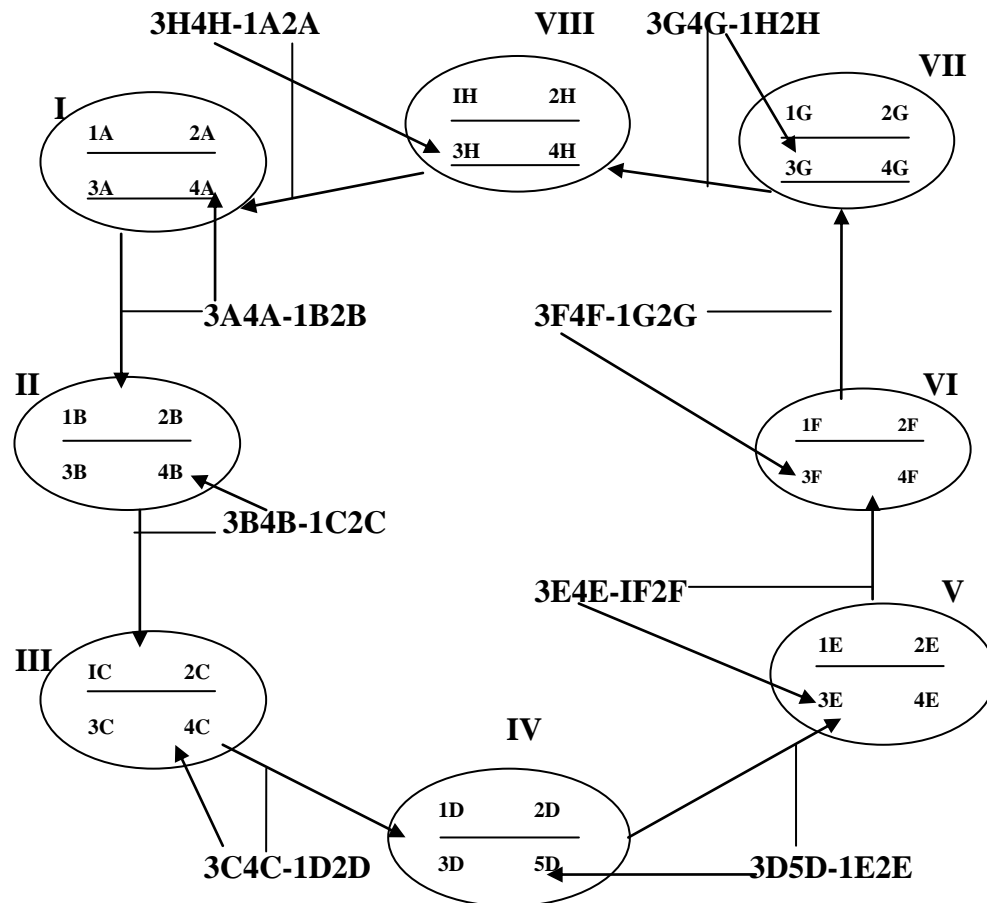 3H4H-1A2A VIII 3G4G-1H2H
VII
I
IH 2H
3H 4H
1G 2G
3G 4G
1A 2A
3A 4A
3A4A-1B2B 3F4F-1G2G
II
VI
1B 2B
3B 4B
1F 2F
3F 4F
3B4B-1C2C
3E4E-IF2F V
III
IC 2C
3C 4C
1E 2E
3E 4E
IV
1D 2D
3D 5D
3C4C-1D2D 3D5D-1E2E